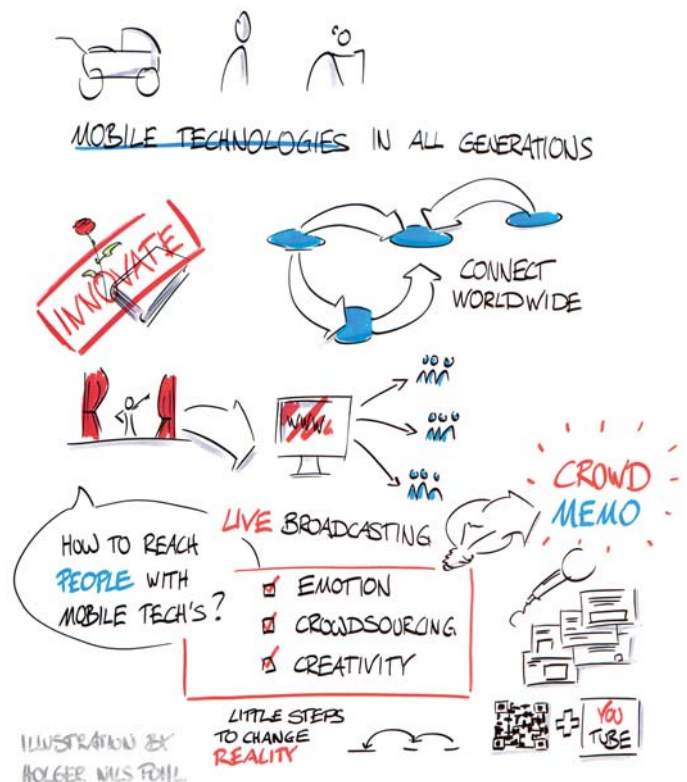 MOBILE TECHNOLOGIES IN ALL GENERATIONS
INNOVATE
CONNECT
WORLDWIDE
WWW.
LIVE BROADCASTING
CROWD
MEMO
HOW TO REACH
PEOPLE WITH
MOBILE TECH'S?
EMOTION
CROWDSOURCING
CREATIVITY
LITTLE STEPS
TO CHANGE
REALITY
YOU
TUBE
ILLUSTRATION BY
HOLGER NILS POHL